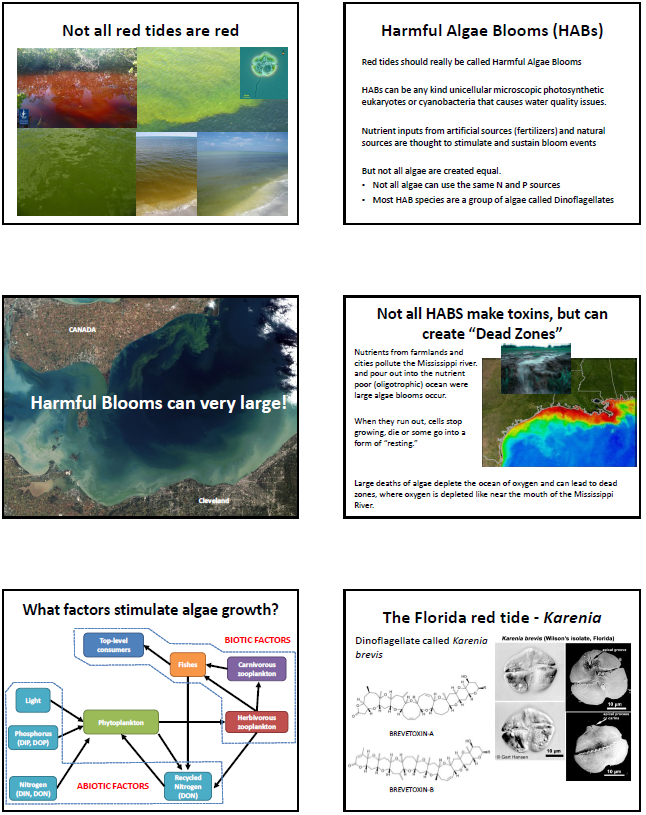 Not all red tides are red
Harmful Algae Blooms (HABs)
Red tides should really be called Harmful Algae Blooms
HABs can be any kind unicellular microscopic photosynthetic
eukaryotes or cyanobacteria that causes water quality issues.
Nutrient inputs from artificial sources (fertilizers) and natural
sources are thought to stimulate and sustain bloom events
But not all algae are created equal.
• Not all algae can use the same N and P sources
• Most HAB species are a group of algae called Dinoflagellates
CANADA
Harmful Blooms can very large!
Cleveland
Not all HABS make toxins, but can
create “Dead Zones”
Nutrients from farmlands and
cities pollute the Mississippi river.
and pour out into the nutrient
poor (oligotrophic) ocean were
large algae blooms occur.
When they run out, cells stop
growing, die or some go into a
form of “resting.”
Large deaths of algae deplete the ocean of oxygen and can lead to dead
zones, where oxygen is depleted like near the mouth of the Mississippi
River.
What factors stimulate algae growth?
Top-level
consumers
BIOTIC FACTORS
Fishes
Carnivorous
zooplankton
Light
Phytoplankton
Herbivorous
zooplankton
Phosphorus
(DIP, DOP)
Nitrogen
(DIN, DON)
ABIOTIC FACTORS
Recycled
Nitrogen
(DON)
The Florida red tide - Karenia
Dinoflagellate called Karenia
brevis
Karenia brevis (Wilson's isolate, Florida)
apical groove
10 µm
BREVETOXIN-A
10 µm
© Gert Hansen
10 µm
BREVETOXIN-B